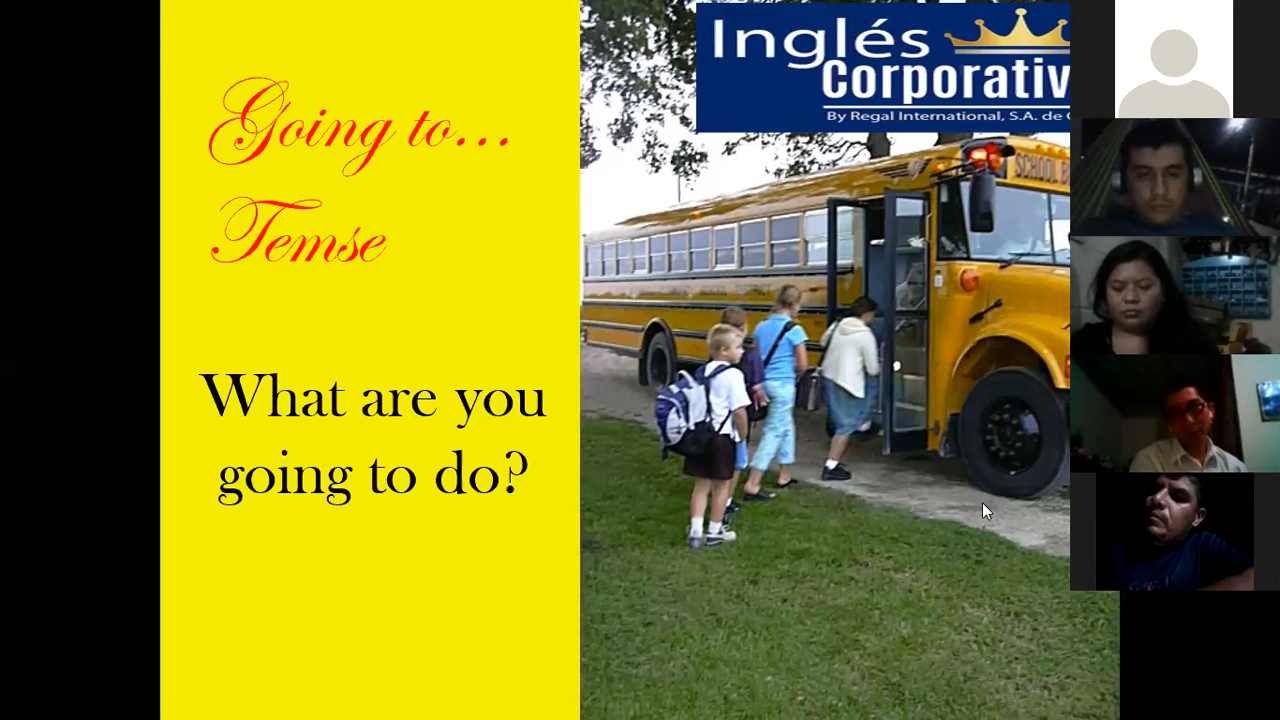 Going to...
Temse
What are you
going to do?
Inglés
Corporativ
By Regal International, S.A. de
SCHOOL